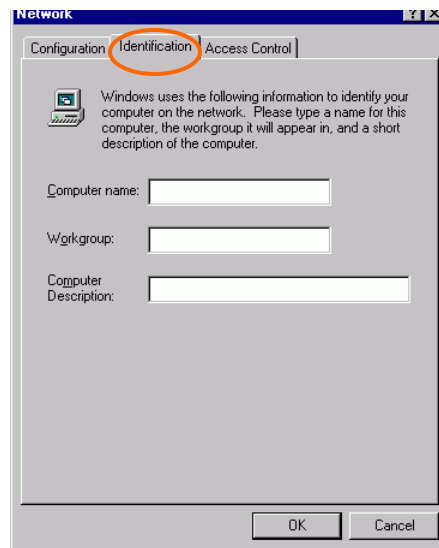 Network
Configuration Identification Access Control
Windows uses the following information to identify your
computer on the network. Please type a name for this
computer, the workgroup it will appear in, and a short
description of the computer.
Computer name:
Workgroup:
Computer
Description:
OK Cancel